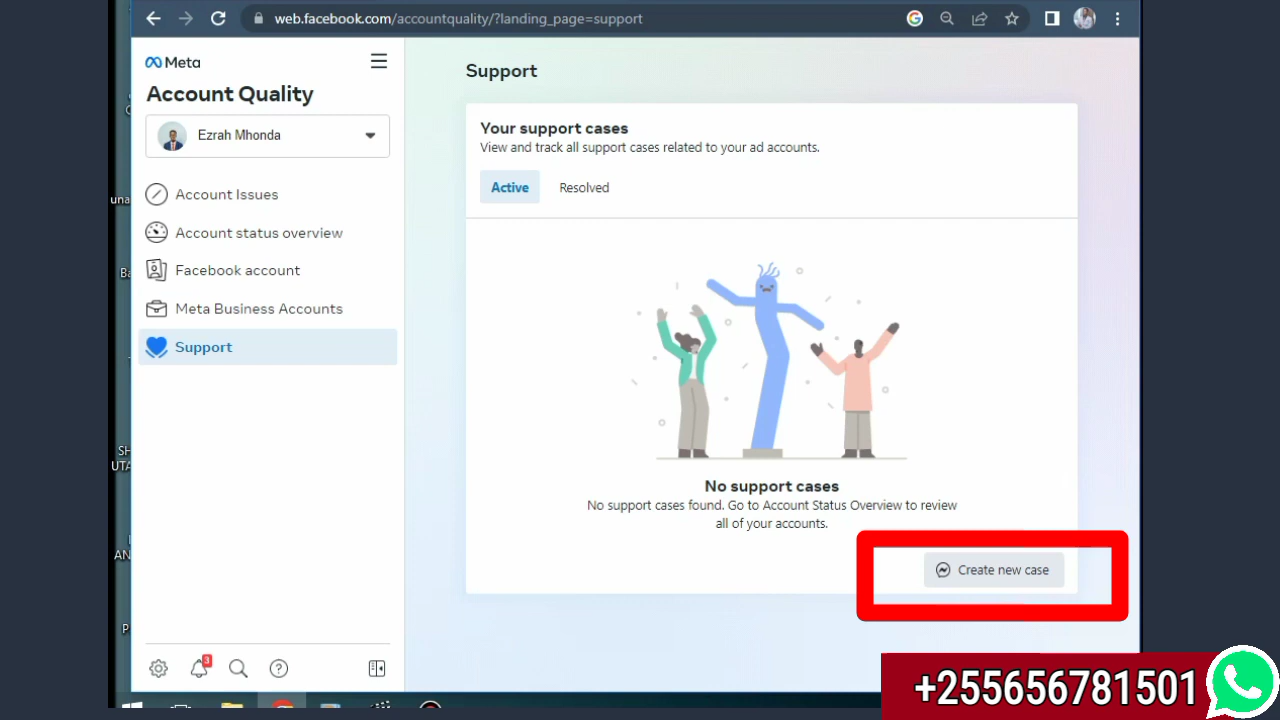 web.facebook.com/accountquality/?landing_page=support
Meta
Account Quality
Ezrah Mhonda
Account Issues
Account status overview
Facebook account
Meta Business Accounts
Support
3
Support
Your support cases
View and track all support cases related to your ad accounts.
Active
Resolved
No support cases
No support cases found. Go to Account Status Overview to review
all of your accounts.
Create new case
+255656781501